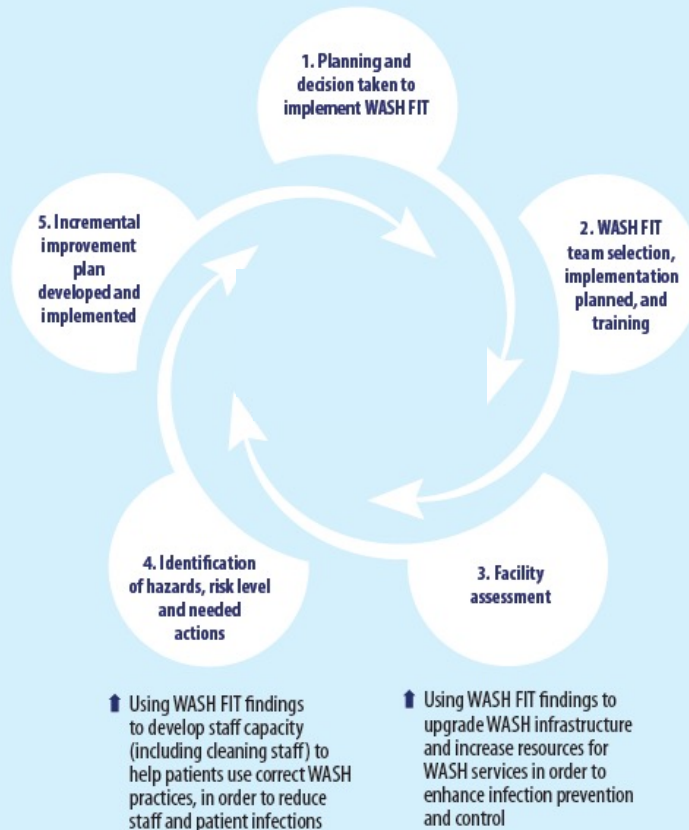 1. Planning and
decision taken to
implement WASH FIT
2. WASH FIT
team selection,
implementation
planned, and
training
3. Facility
assessment
4. Identification
of hazards, risk level
and needed
actions
5. Incremental
improvement
plan
developed and
implemented
Using WASH FIT findings
to develop staff capacity
(including cleaning staff) to
help patients use correct WASH
practices, in order to reduce
staff and patient infections
Using WASH FIT findings to
upgrade WASH infrastructure
and increase resources for
WASH services in order to
enhance infection prevention
and control